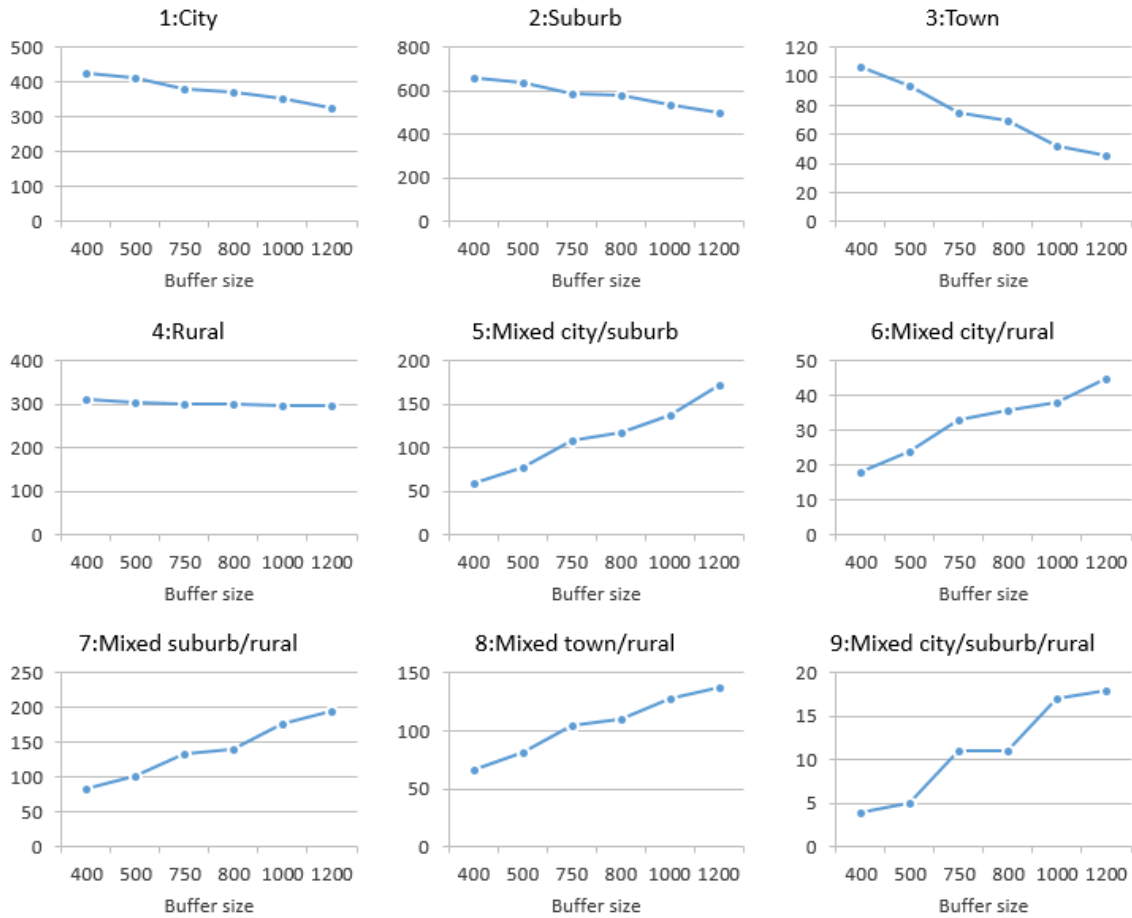 1:City
500
400
300
200
100
0
400 500 750 800 1000 1200
Buffer size
2:Suburb
800
600
400
200
0
400 500 750 800 1000 1200
Buffer size
3:Town
120
100
80
60
40
20
0
400 500 750 800 1000 1200
Buffer size
4:Rural
400
300
200
100
0
400 500 750 800 1000 1200
Buffer size
5:Mixed city/suburb
200
150
100
50
0
400 500 750 800 1000 1200
Buffer size
6:Mixed city/rural
50
40
30
20
10
0
400 500 750 800 1000 1200
Buffer size
7:Mixed suburb/rural
250
200
150
100
50
0
400 500 750 800 1000 1200
Buffer size
8:Mixed town/rural
150
100
50
0
400 500 750 800 1000 1200
Buffer size
9:Mixed city/suburb/rural
20
15
10
5
0
400 500 750 800 1000 1200
Buffer size